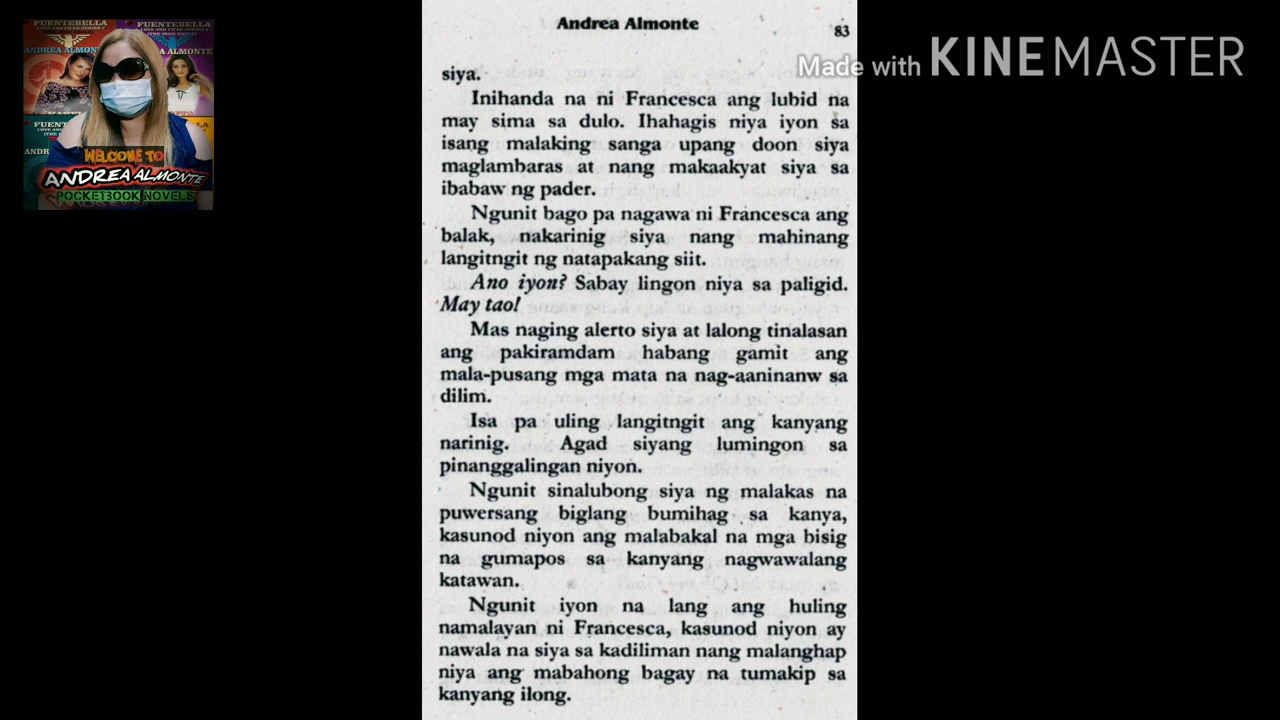 Andrea Almonte
83
Made with KINEMASTER
siya.
Inihanda na ni Francesca ang lubid na
may sima sa dulo. Ihahagis niya iyon sa
isang malaking sanga upang doon siya
maglambaras at nang makaakyat siya sa
ibabaw ng pader.
Ngunit bago pa nagawa ni Francesca ang
balak, nakarinig siya nang mahinang
langitngit ng natapakang siit.
Ano iyon? Sabay lingon niya sa paligid.
May tao!
Mas naging alerto siya at lalong tinalasan
ang pakiramdam habang gamit ang
mala-pusang mga mata na nag-aaninanw sa
dilim.
Isa pa uling langitngit ang kanyang
narinig. Agad siyang lumingon sa
pinanggalingan niyon.
Ngunit sinalubong siya ng malakas na
puwersang biglang bumihag sa kanya,
kasunod niyon ang malabakal na mga bisig
na gumapos sa kanyang nagwawalang
katawan.
Ngunit iyon na lang ang huling
namalayan ni Francesca, kasunod niyon ay
nawala na siya sa kadiliman nang malanghap
niya ang mabahong bagay na tumakip sa
kanyang ilong.
FUENTEBELLA
FUENTEBELLA
ANDREA ALMON
ALMONTE
FUENTE
ANDR
WELCOME TO
ANDREA ALMONTE
POCKETBOOK NOVELS